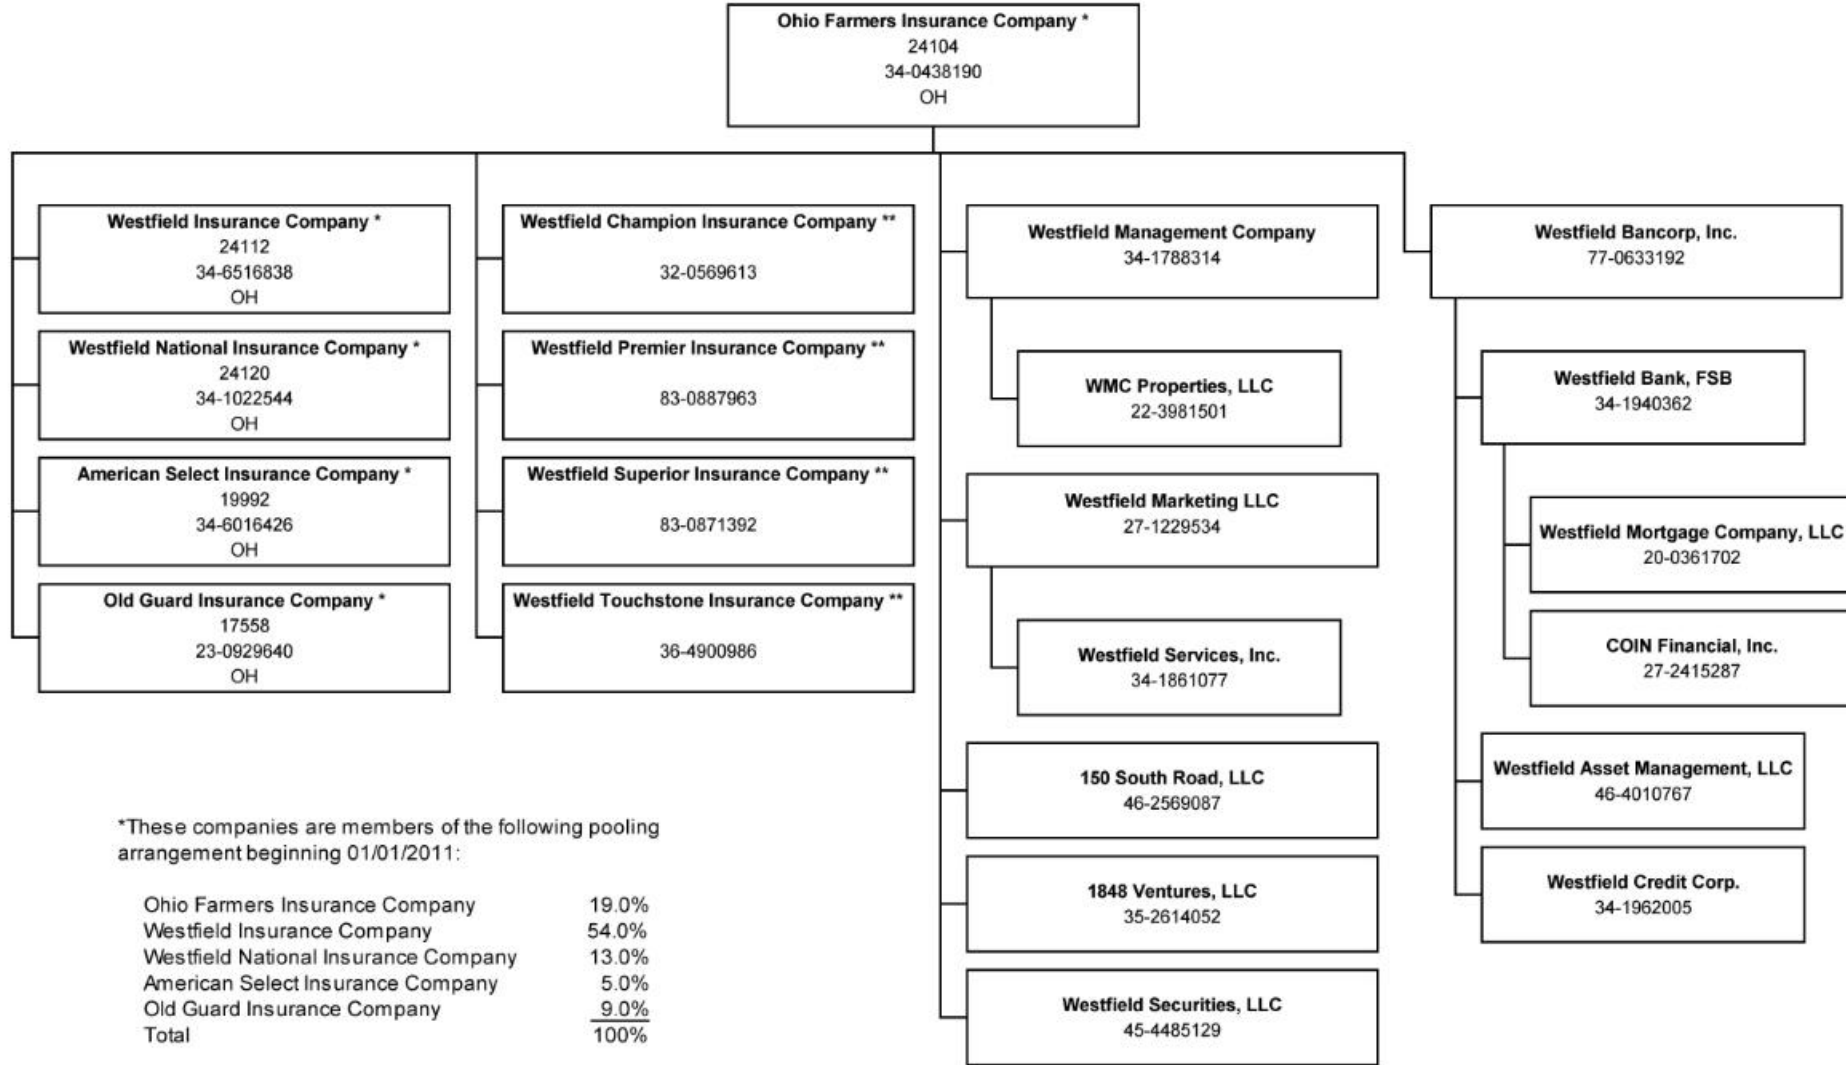 Ohio Farmers Insurance Company *
24104
34-0438190
OH
Westfield Insurance Company *
24112
34-6516838
OH
Westfield National Insurance Company *
24120
34-1022544
OH
American Select Insurance Company *
19992
34-6016426
OH
Old Guard Insurance Company *
17558
23-0929640
OH
Westfield Champion Insurance Company **
32-0569613
Westfield Premier Insurance Company **
83-0887963
Westfield Superior Insurance Company **
83-0871392
Westfield Touchstone Insurance Company **
36-4900986
Westfield Management Company
34-1788314
WMC Properties, LLC
22-3981501
Westfield Marketing LLC
27-1229534
Westfield Services, Inc.
34-1861077
150 South Road, LLC
46-2569087
1848 Ventures, LLC
35-2614052
Westfield Securities, LLC
45-4485129
Westfield Bancorp, Inc.
77-0633192
Westfield Bank, FSB
34-1940362
Westfield Mortgage Company, LLC
20-0361702
COIN Financial, Inc.
27-2415287
Westfield Asset Management, LLC
46-4010767
Westfield Credit Corp.
34-1962005
*These companies are members of the following pooling
arrangement beginning 01/01/2011:
Ohio Farmers Insurance Company 19.0%
Westfield Insurance Company 54.0%
Westfield National Insurance Company 13.0%
American Select Insurance Company 5.0%
Old Guard Insurance Company 9.0%
Total 100%